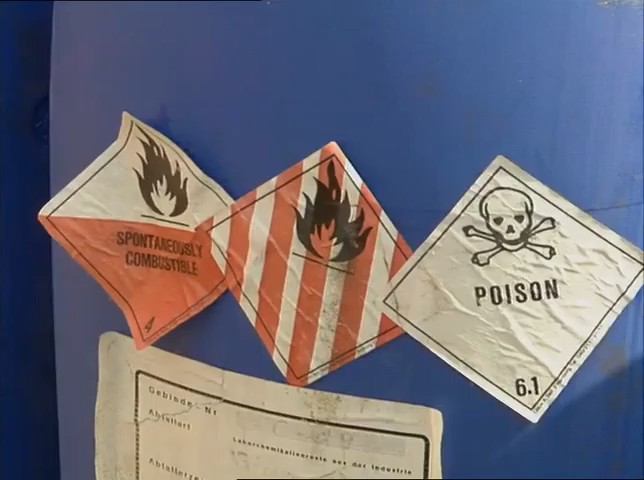 SPONTANEOUSLY
COMBUSTIBLE
4
POISON
6.1
Gebinde-Nr
Abfallart
Laborchemikalienreste aus der Industrie